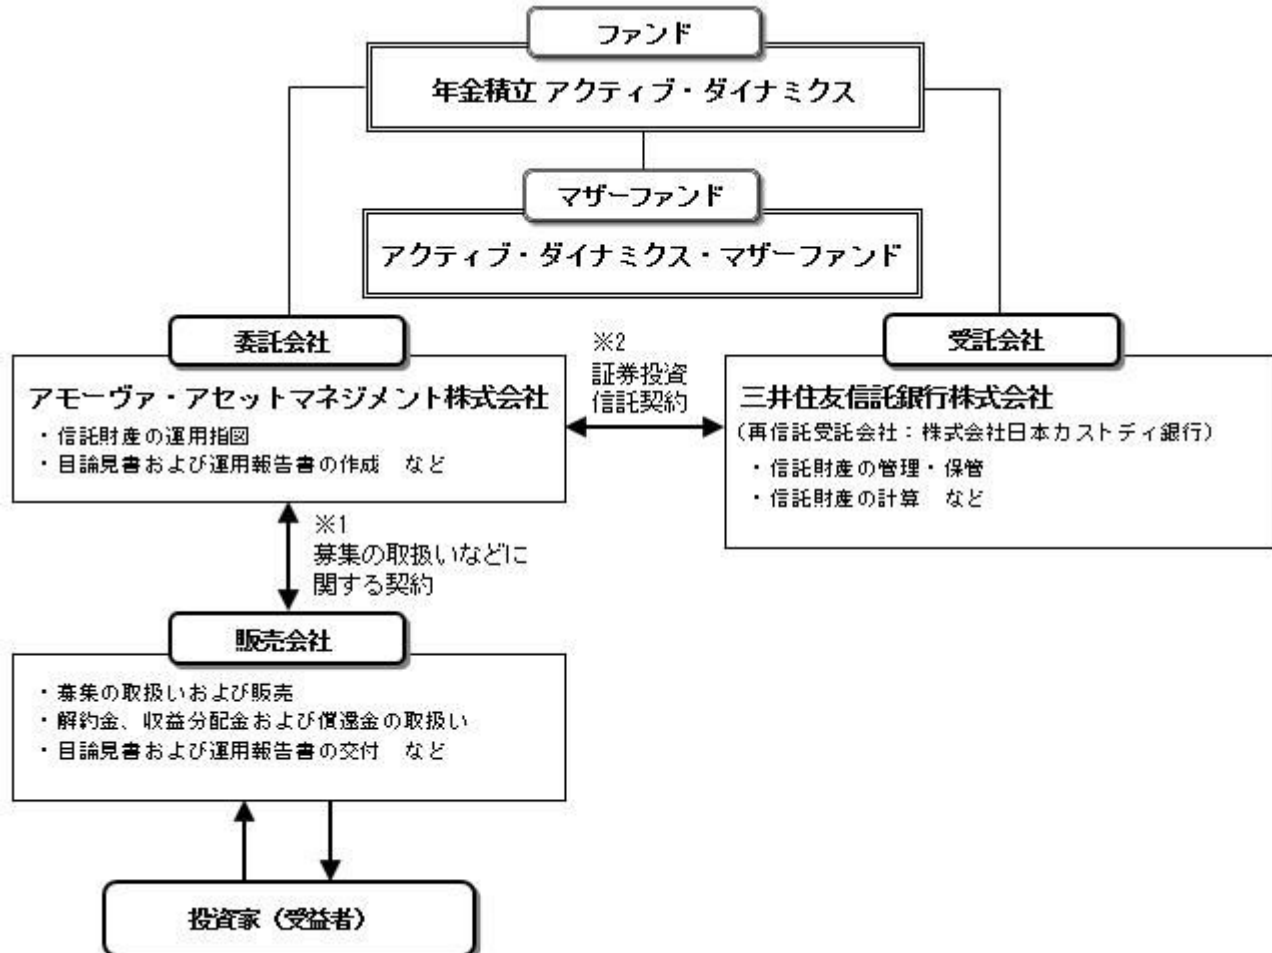 ファンド
年金積立 アクティブ・ダイナミクス
マザーファンド
アクティブ・ダイナミクス・マザーファンド
委託会社
アモーヴァ・アセットマネジメント株式会社
・信託財産の運用指図
・目論見書および運用報告書の作成 など
※2
証券投資
信託契約
受託会社
三井住友信託銀行株式会社
(再信託受託会社:株式会社日本カストディ銀行)
・信託財産の管理・保管
・信託財産の計算 など
※1
募集の取扱いなどに
関する契約
販売会社
・募集の取扱いおよび販売
・解約金、収益分配金および償還金の取扱い
・目論見書および運用報告書の交付 など
投資家(受益者)